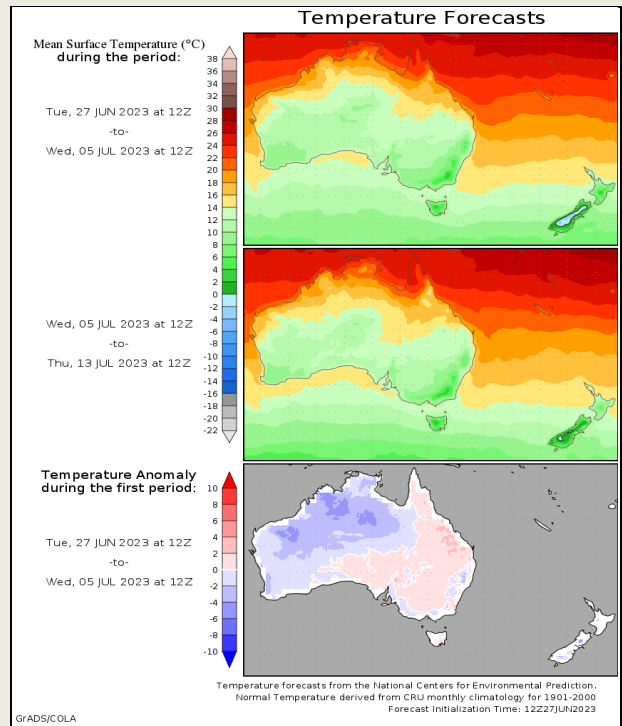 Temperature Forecasts
Mean Surface Temperature (°C)
during the period:
Tue, 27 JUN 2023 at 12Z
-to-
Wed, 05 JUL 2023 at 12Z
38
36
34
32
30
28
26
24
22
20
18
16
14
12
10
8
6
4
2
0
-2
-4
-6
-8
-10
-12
-14
-16
-18
-20
-22
Wed, 05 JUL 2023 at 12Z
-to-
Thu, 13 JUL 2023 at 12Z
Temperature Anomaly
during the first period:
Tue, 27 JUN 2023 at 12Z
-to-
Wed, 05 JUL 2023 at 12Z
10
8
6
4
2
0
-2
-4
-6
-8
-10
Temperature forecasts from the National Centers for Environmental Prediction.
Normal Temperature derived from CRU monthly climatology for 1901-2000
Forecast Initialization Time: 12Z27JUN2023
GrADS/COLA